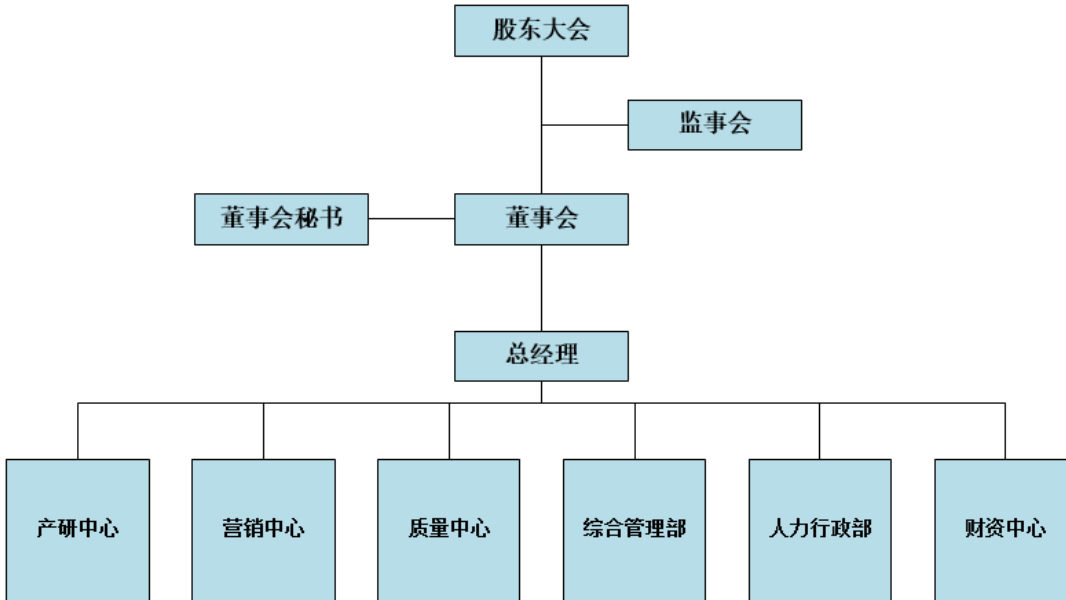 股东大会
监事会
董事会秘书
董事会
总经理
产研中心
营销中心
质量中心
综合管理部
人力行政部
财资中心